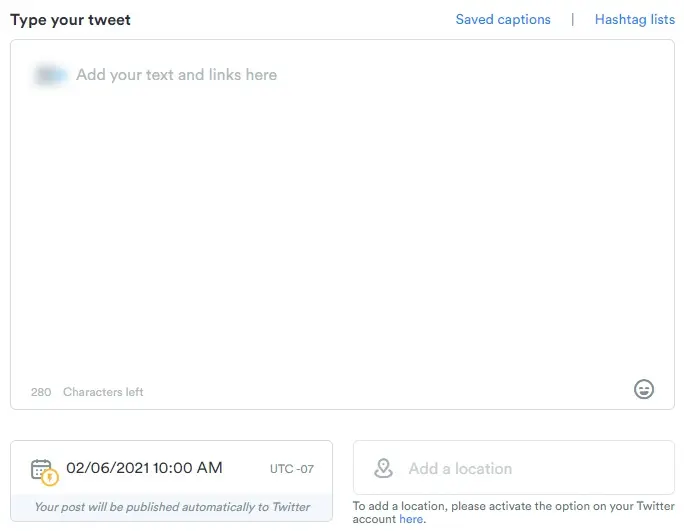 Type your tweet
Saved captions | Hashtag lists
Add your text and links here
280 Characters left
02/06/2021 10:00 AM UTC -07
Your post will be published automatically to Twitter
Add a location
To add a location, please activate the option on your Twitter
account here.